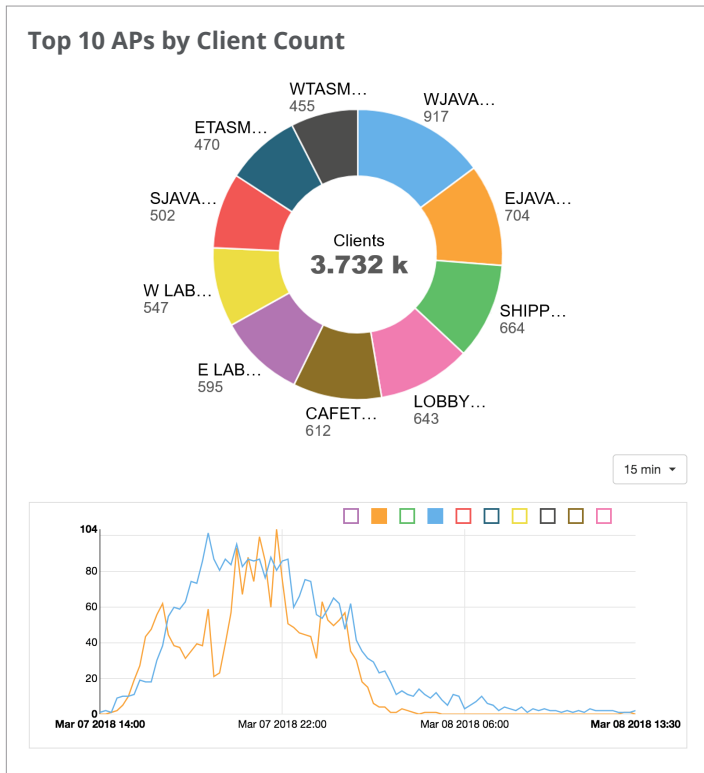 Top 10 APs by Client Count
WTASM…
455
WJAVA…
917
ETASM…
470
EJAVA…
704
SJAVA…
502
Clients
3.732 k
W LAB…
547
SHIPP…
664
E LAB…
595
LOBBY…
643
CAFET…
612
15 min
104
80
60
40
20
0
Mar 07 2018 14:00
Mar 07 2018 22:00
Mar 08 2018 06:00
Mar 08 2018 13:30